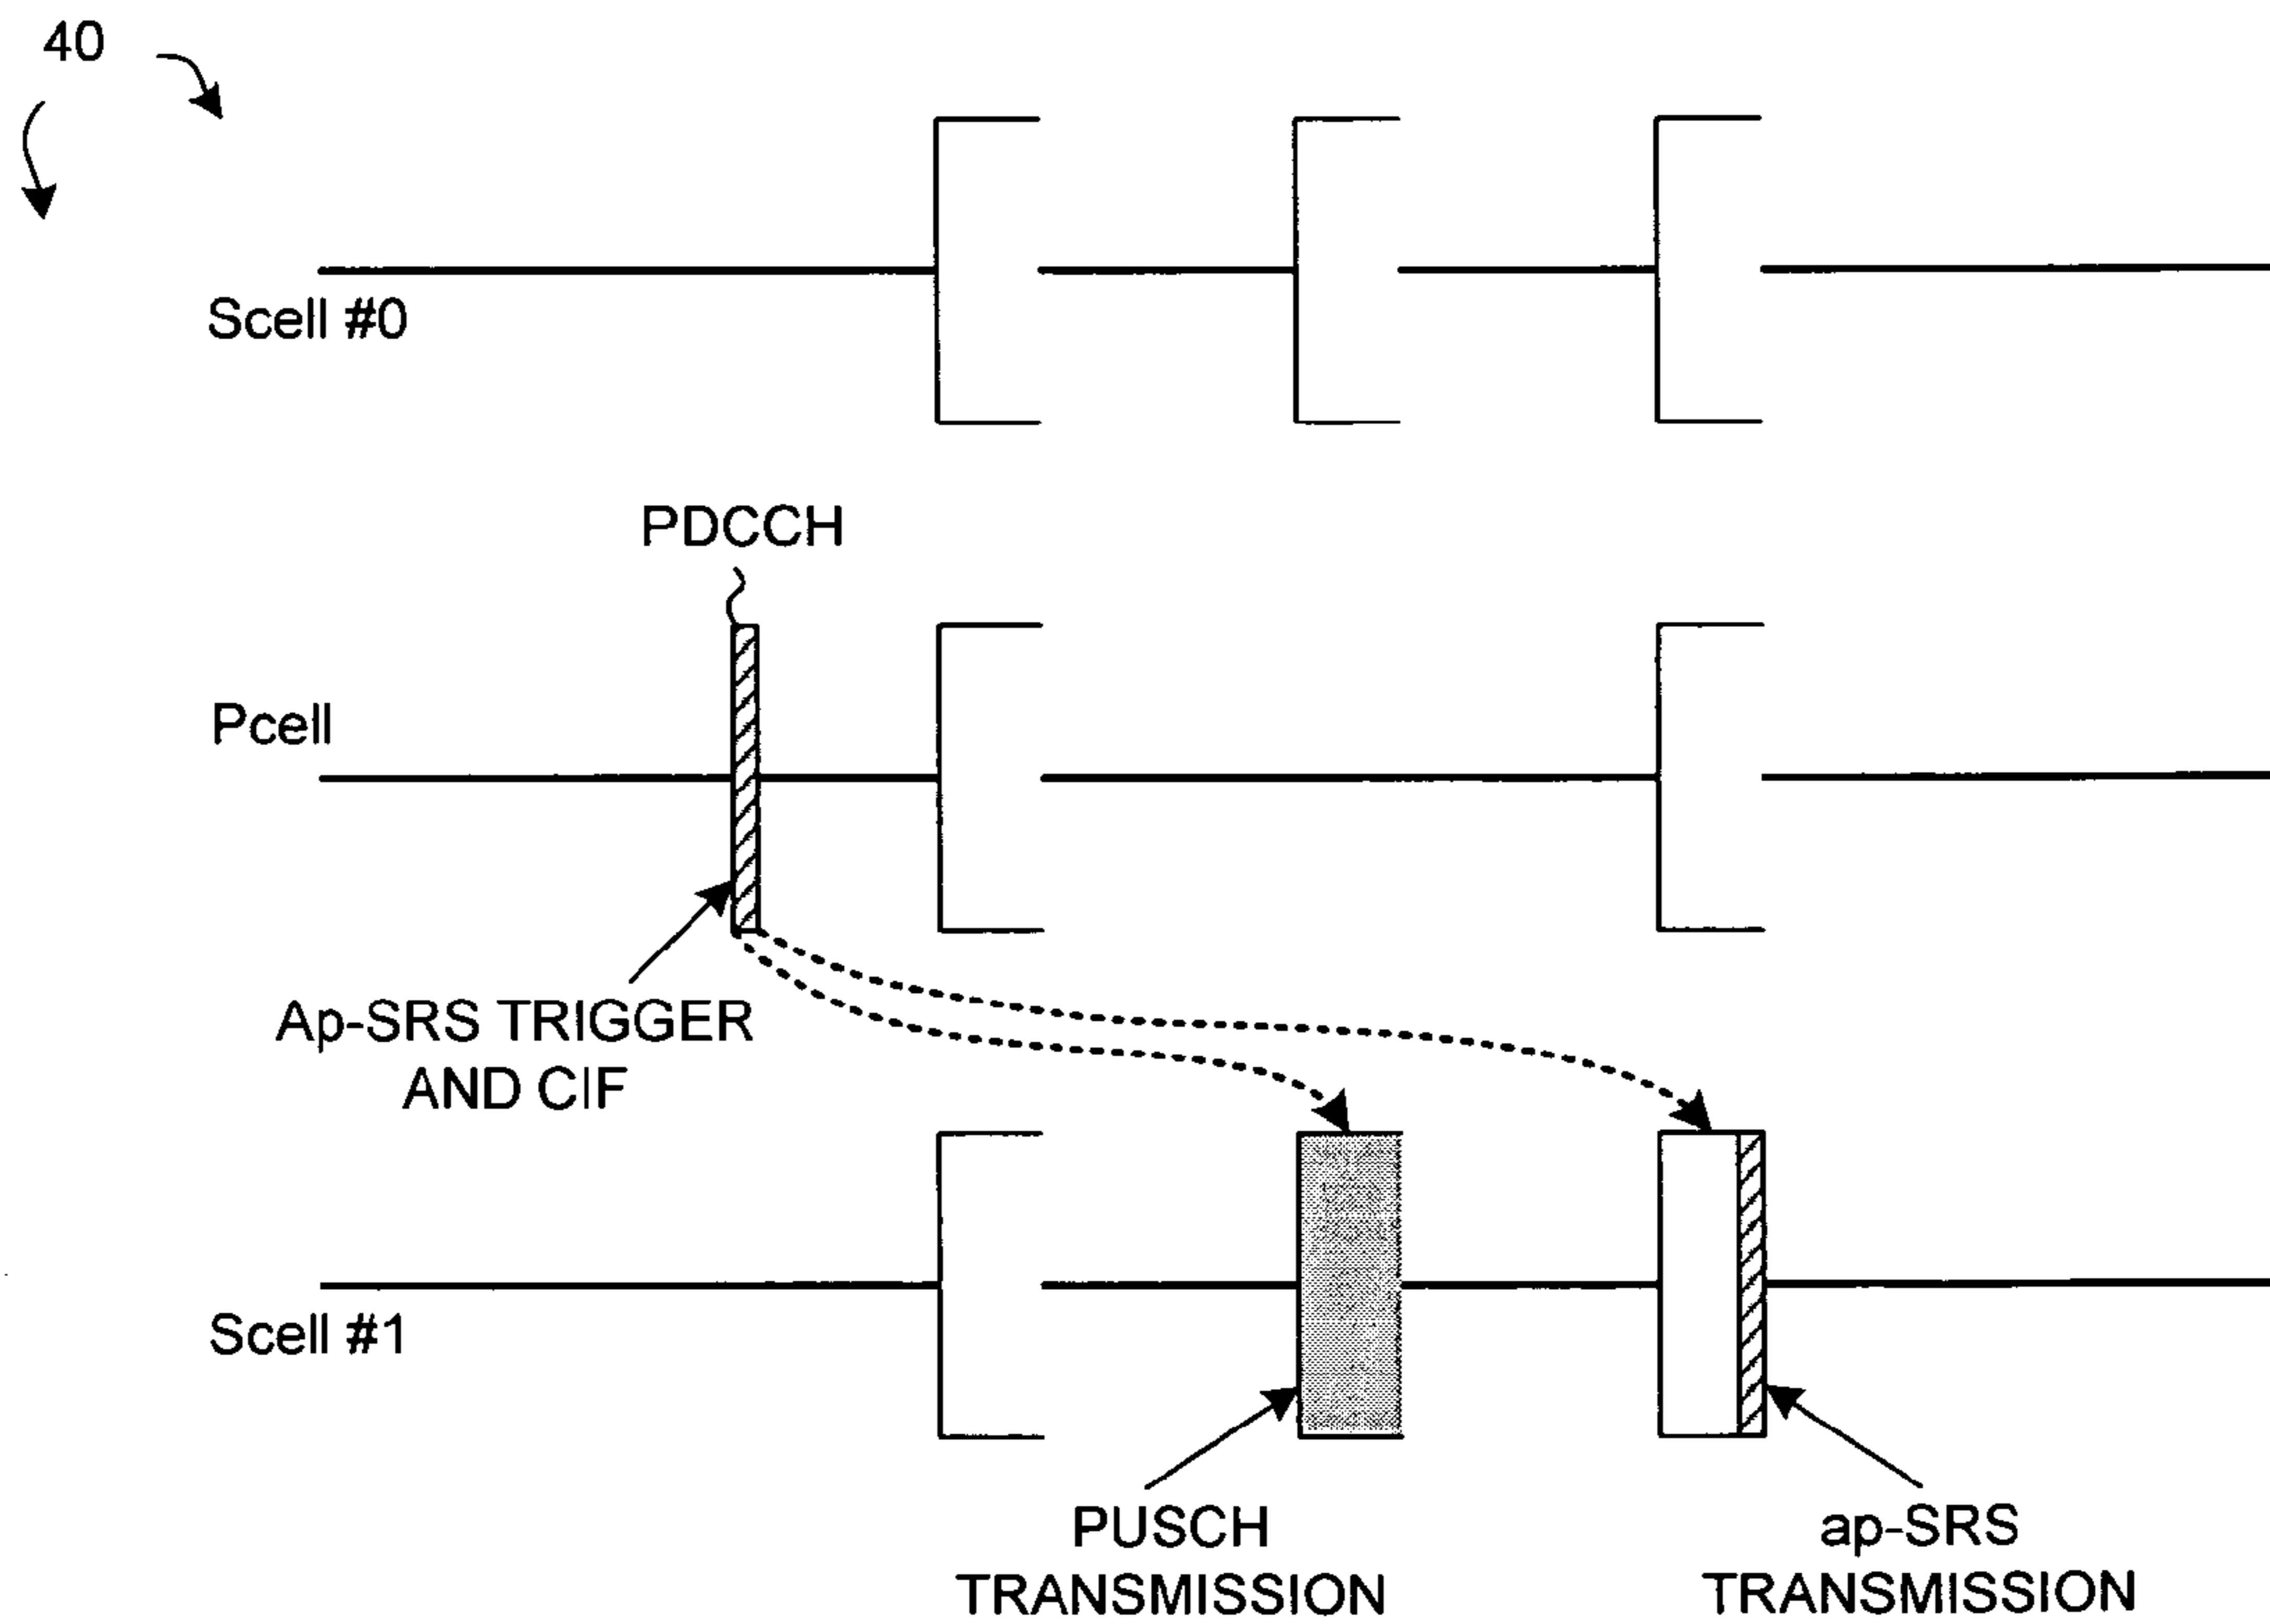 40
Scell #0
PDCCH
Pcell
Ap-SRS TRIGGER
AND CIF
Scell #1
PUSCH
TRANSMISSION
ap-SRS
TRANSMISSION